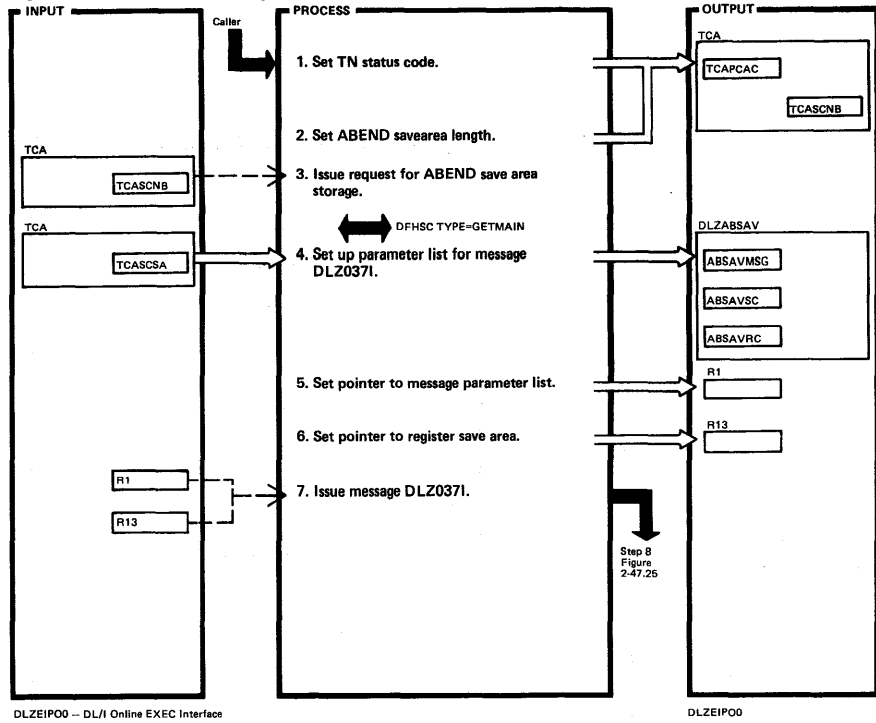 INPUT
PROCESS
OUTPUT
Caller
TCA
1. Set TN status code.
TCAPCAC
TCASCNB
2. Set ABEND savearea length.
TCA
TCASCNB
3. Issue request for ABEND save area
storage.
TCA
DFHSC TYPE=GETMAIN
DLZABSAV
TCASCSA
4. Set up parameter list for message
DLZ037I.
ABSAVMSG
ABSAVSC
ABSAVRC
5. Set pointer to message parameter list.
R1
6. Set pointer to register save area.
R13
R1
7. Issue message DLZ037I.
R13
Step 8
Figure
2-47.25
DLZEIPO0 -- DL/I Online EXEC Interface
DLZEIPO0